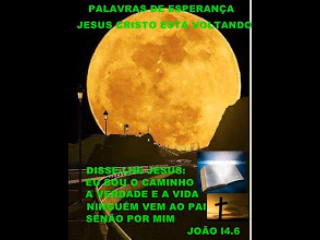 PALAVRAS DE ESPERANÇA
JESUS CRISTO ESTÁ VOLTANDO
DISSE-LHE JESUS:
EU SOU O CAMINHO
A VERDADE E A VIDA
NINGUÉM VEM AO PAI
SENÃO POR MIM
JOÃO I4.6